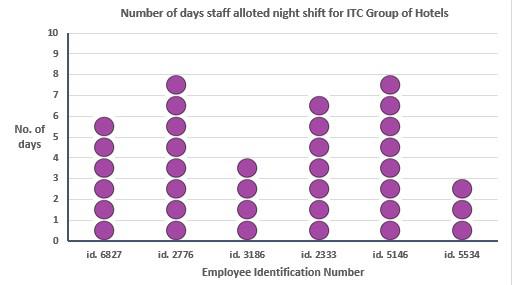 Number of days staff alloted night shift for ITC Group of Hotels
10
9
8
7
6
5
4
3
2
1
0
No. of
days
id. 6827 id. 2776 id. 3186 id. 2333 id. 5146 id. 5534
Employee Identification Number